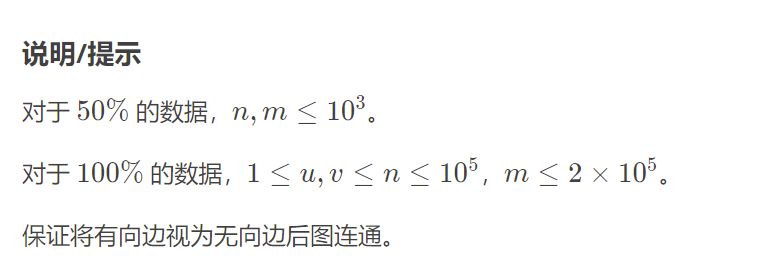 说明/提示
对于 50% 的数据，n, m ≤ 10³。
对于 100% 的数据，1 ≤ u, v ≤ n ≤ 10⁵，m ≤ 2 × 10⁵。
保证将有向边视为无向边后图连通。